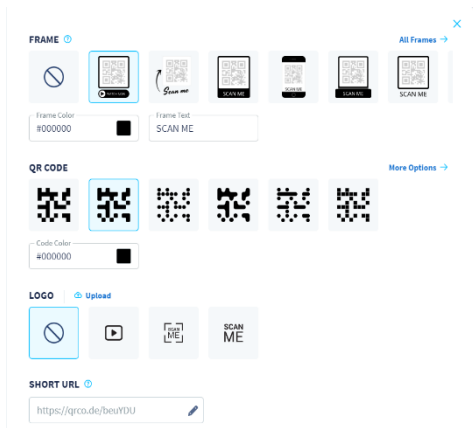 FRAME
All Frames →
Scan me
SCAN ME
SCAN ME
SCAN ME
SCAN ME
Frame Color
#000000
Frame Text
SCAN ME
QR CODE
More Options →
Code Color
#000000
LOGO
Upload
SCAN
ME
SCAN
ME
SHORT URL
https://qrco.de/beuYDU